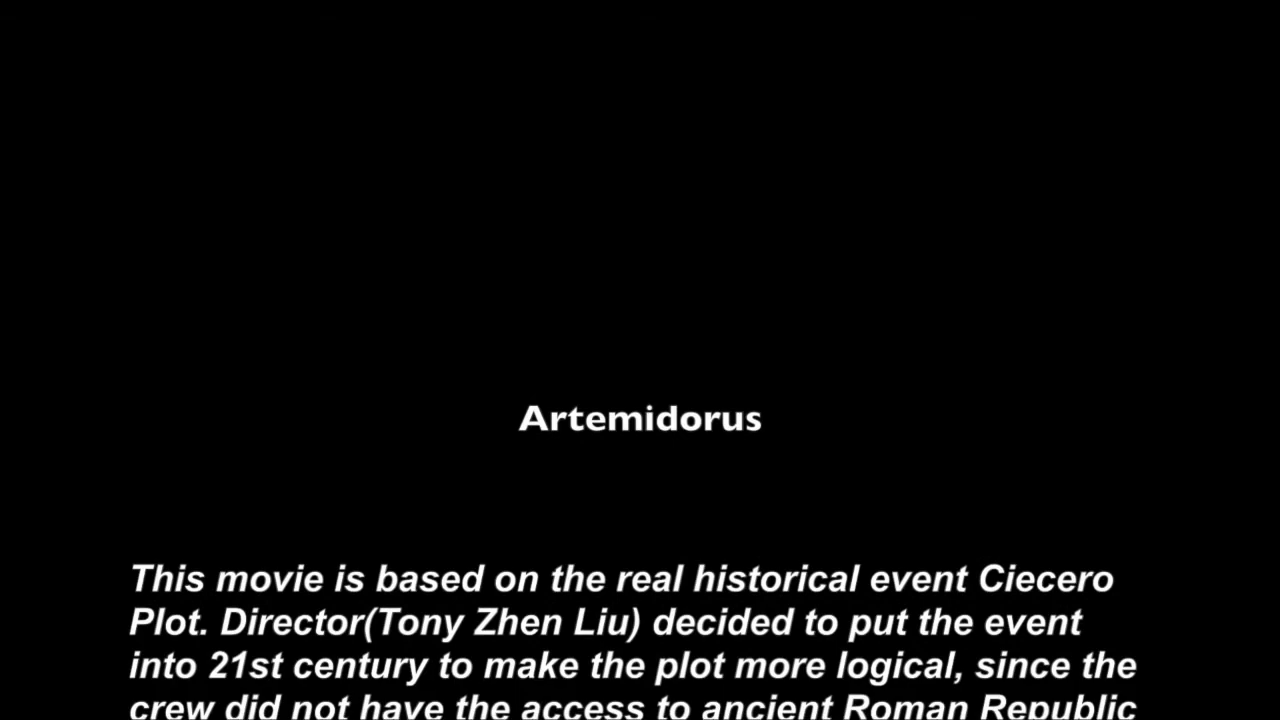 Artemidorus
This movie is based on the real historical event Ciecero
Plot. Director(Tony Zhen Liu) decided to put the event
into 21st century to make the plot more logical, since the
crew did not have the access to ancient Roman Republic